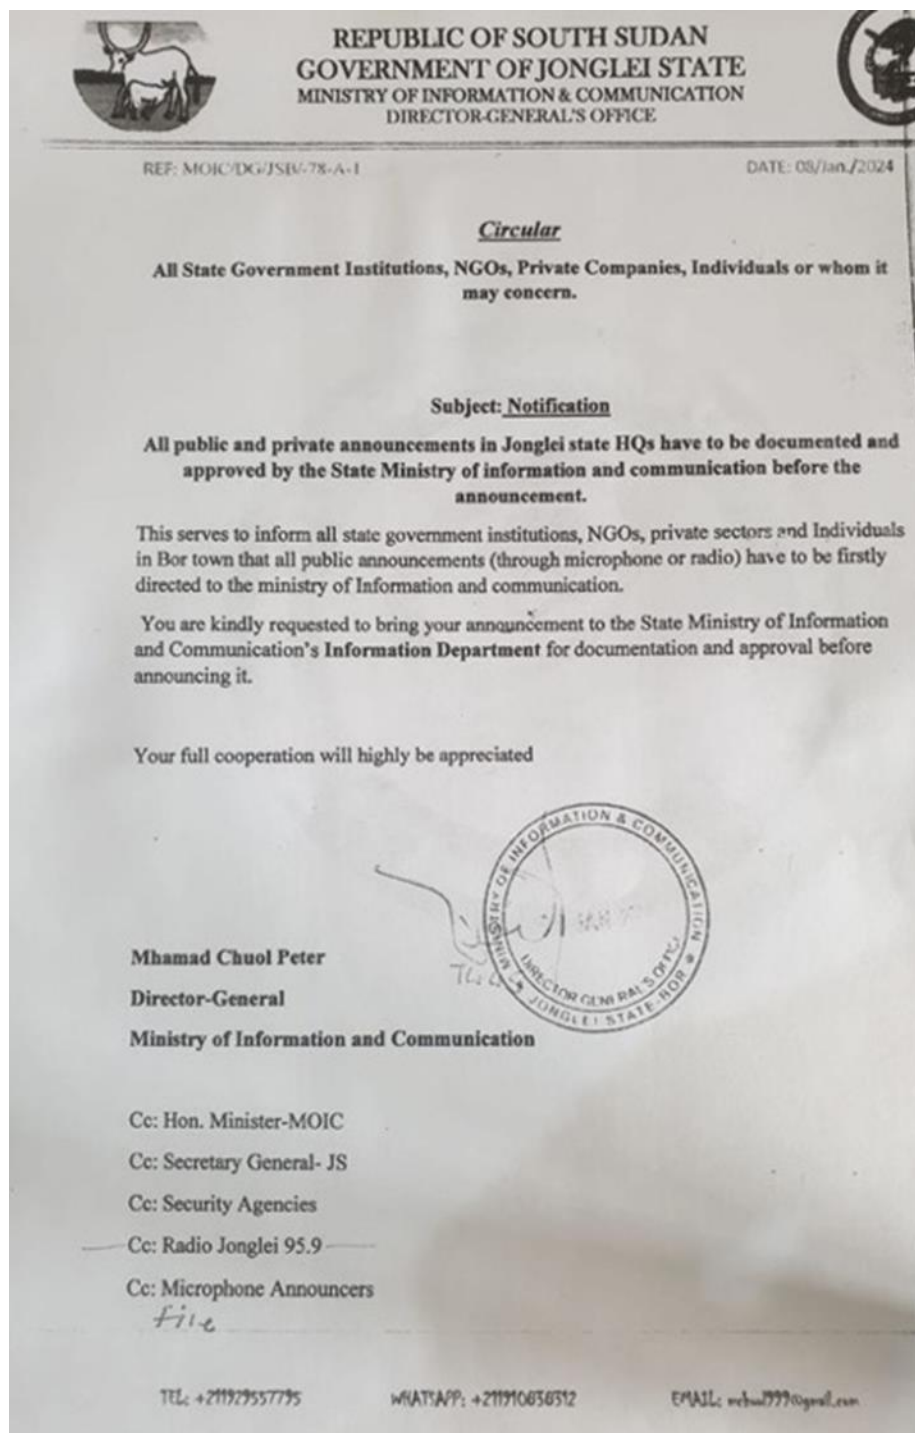 REPUBLIC OF SOUTH SUDAN
GOVERNMENT OF JONGLEI STATE
MINISTRY OF INFORMATION & COMMUNICATION
DIRECTOR-GENERAL'S OFFICE
REF: MOIC/DG/JSB/-78-A-1
DATE: 08/Jan./2024
Circular
All State Government Institutions, NGOs, Private Companies, Individuals or whom it
may concern.
Subject: Notification
All public and private announcements in Jonglei state HQs have to be documented and
approved by the State Ministry of information and communication before the
announcement.
This serves to inform all state government institutions, NGOs, private sectors and Individuals
in Bor town that all public announcements (through microphone or radio) have to be firstly
directed to the ministry of Information and communication.
You are kindly requested to bring your announcement to the State Ministry of Information
and Communication's Information Department for documentation and approval before
announcing it.
Your full cooperation will highly be appreciated
MINISTRY OF INFORMATION & COMMUNICATION
DIRECTOR GENERAL'S OFFICE
JONGLEI STATE-BOR
Mhamad Chuol Peter
Director-General
Ministry of Information and Communication
Cc: Hon. Minister-MOIC
Cc: Secretary General- JS
Cc: Security Agencies
Cc: Radio Jonglei 95.9
Cc: Microphone Announcers
File
TEL: +211929557795
WHATSAPP: +211910636312
EMAIL: